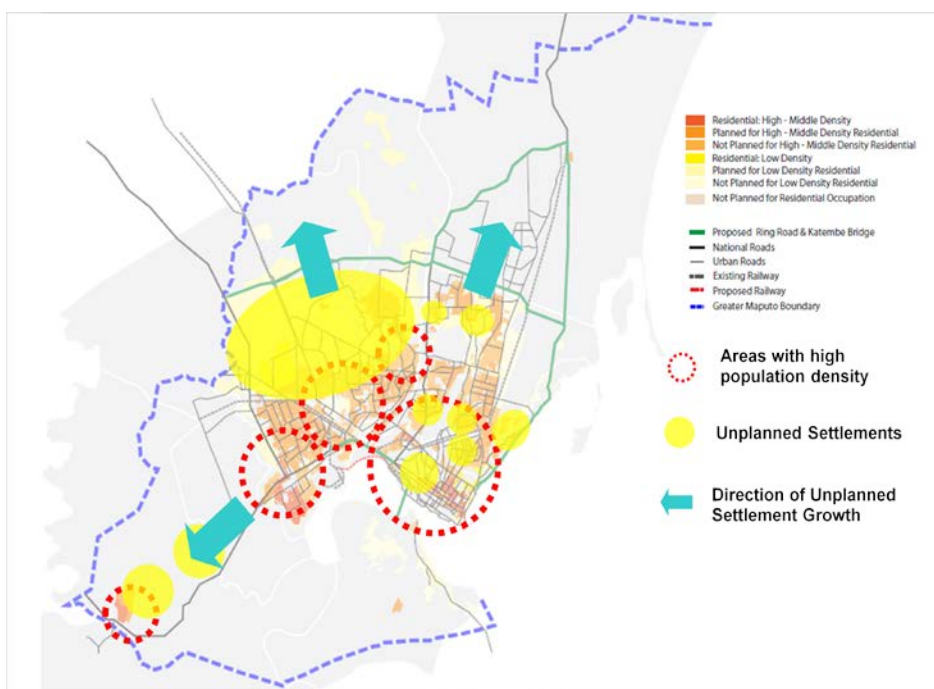 Residential: High - Middle Density
Planned for High - Middle Density Residential
Not Planned for High - Middle Density Residential
Residential: Low Density
Planned for Low Density Residential
Not Planned for Low Density Residential
Not Planned for Residential Occupation
Proposed Ring Road & Katembe Bridge
National Roads
Urban Roads
Existing Railway
Proposed Railway
Greater Maputo Boundary
Areas with high
population density
Unplanned Settlements
Direction of Unplanned
Settlement Growth